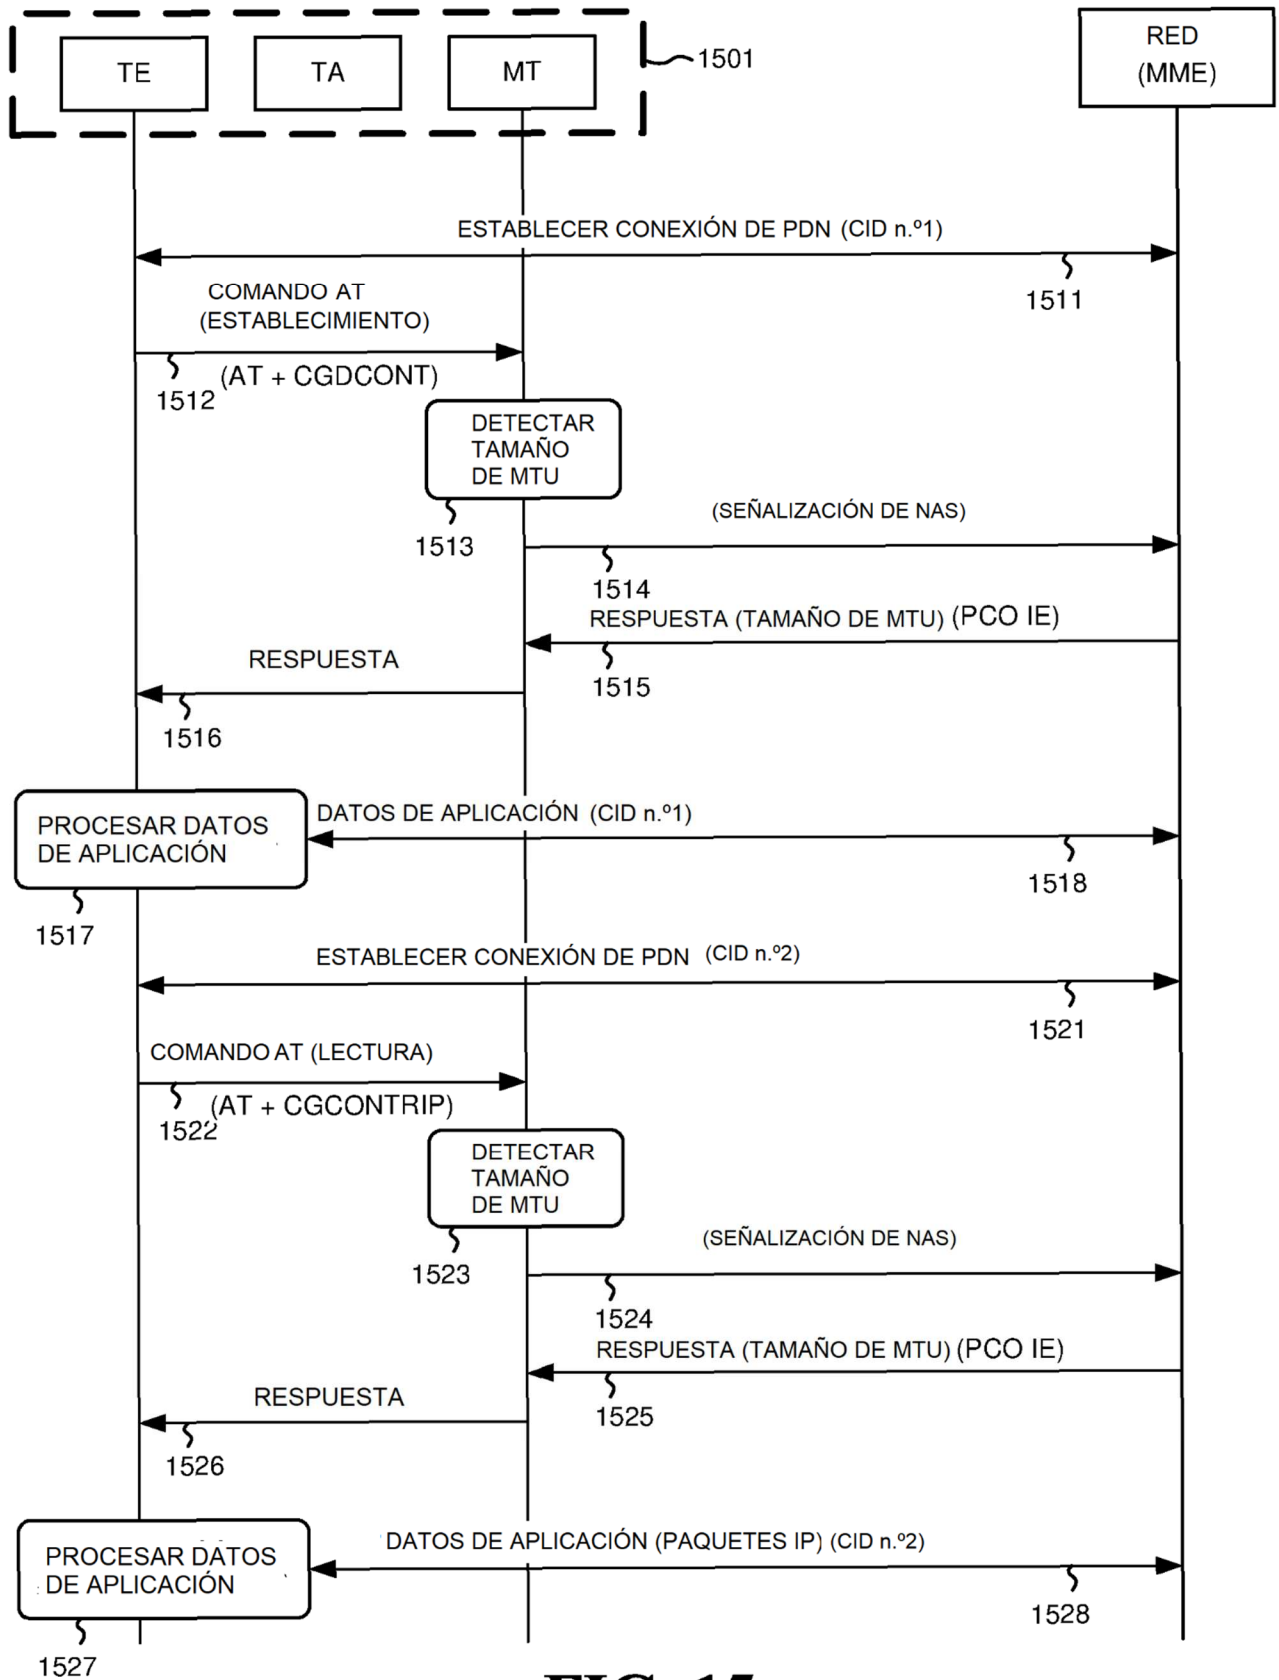 TE
TA
MT
1501
RED
(MME)
ESTABLECER CONEXIÓN DE PDN (CID n.º1)
1511
COMANDO AT
(ESTABLECIMIENTO)
(AT + CGDCONT)
1512
DETECTAR
TAMAÑO
DE MTU
1513
(SEÑALIZACIÓN DE NAS)
1514
RESPUESTA (TAMAÑO DE MTU) (PCO IE)
1515
RESPUESTA
1516
PROCESAR DATOS
DE APLICACIÓN
1517
DATOS DE APLICACIÓN (CID n.º1)
1518
ESTABLECER CONEXIÓN DE PDN (CID n.º2)
1521
COMANDO AT (LECTURA)
(AT + CGCONTRIP)
1522
DETECTAR
TAMAÑO
DE MTU
1523
(SEÑALIZACIÓN DE NAS)
1524
RESPUESTA (TAMAÑO DE MTU) (PCO IE)
1525
RESPUESTA
1526
PROCESAR DATOS
DE APLICACIÓN
1527
DATOS DE APLICACIÓN (PAQUETES IP) (CID n.º2)
1528
FIG. 15